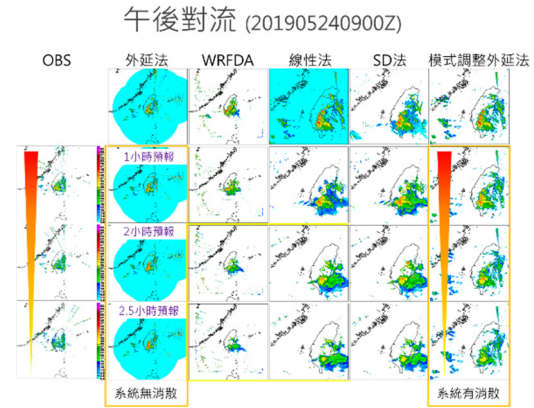 午後對流 (201905240900Z)
OBS 外延法 WRFDA 線性法 SD法 模式調整外延法
1小時預報
2小時預報
2.5小時預報
系統無消散 系統有消散